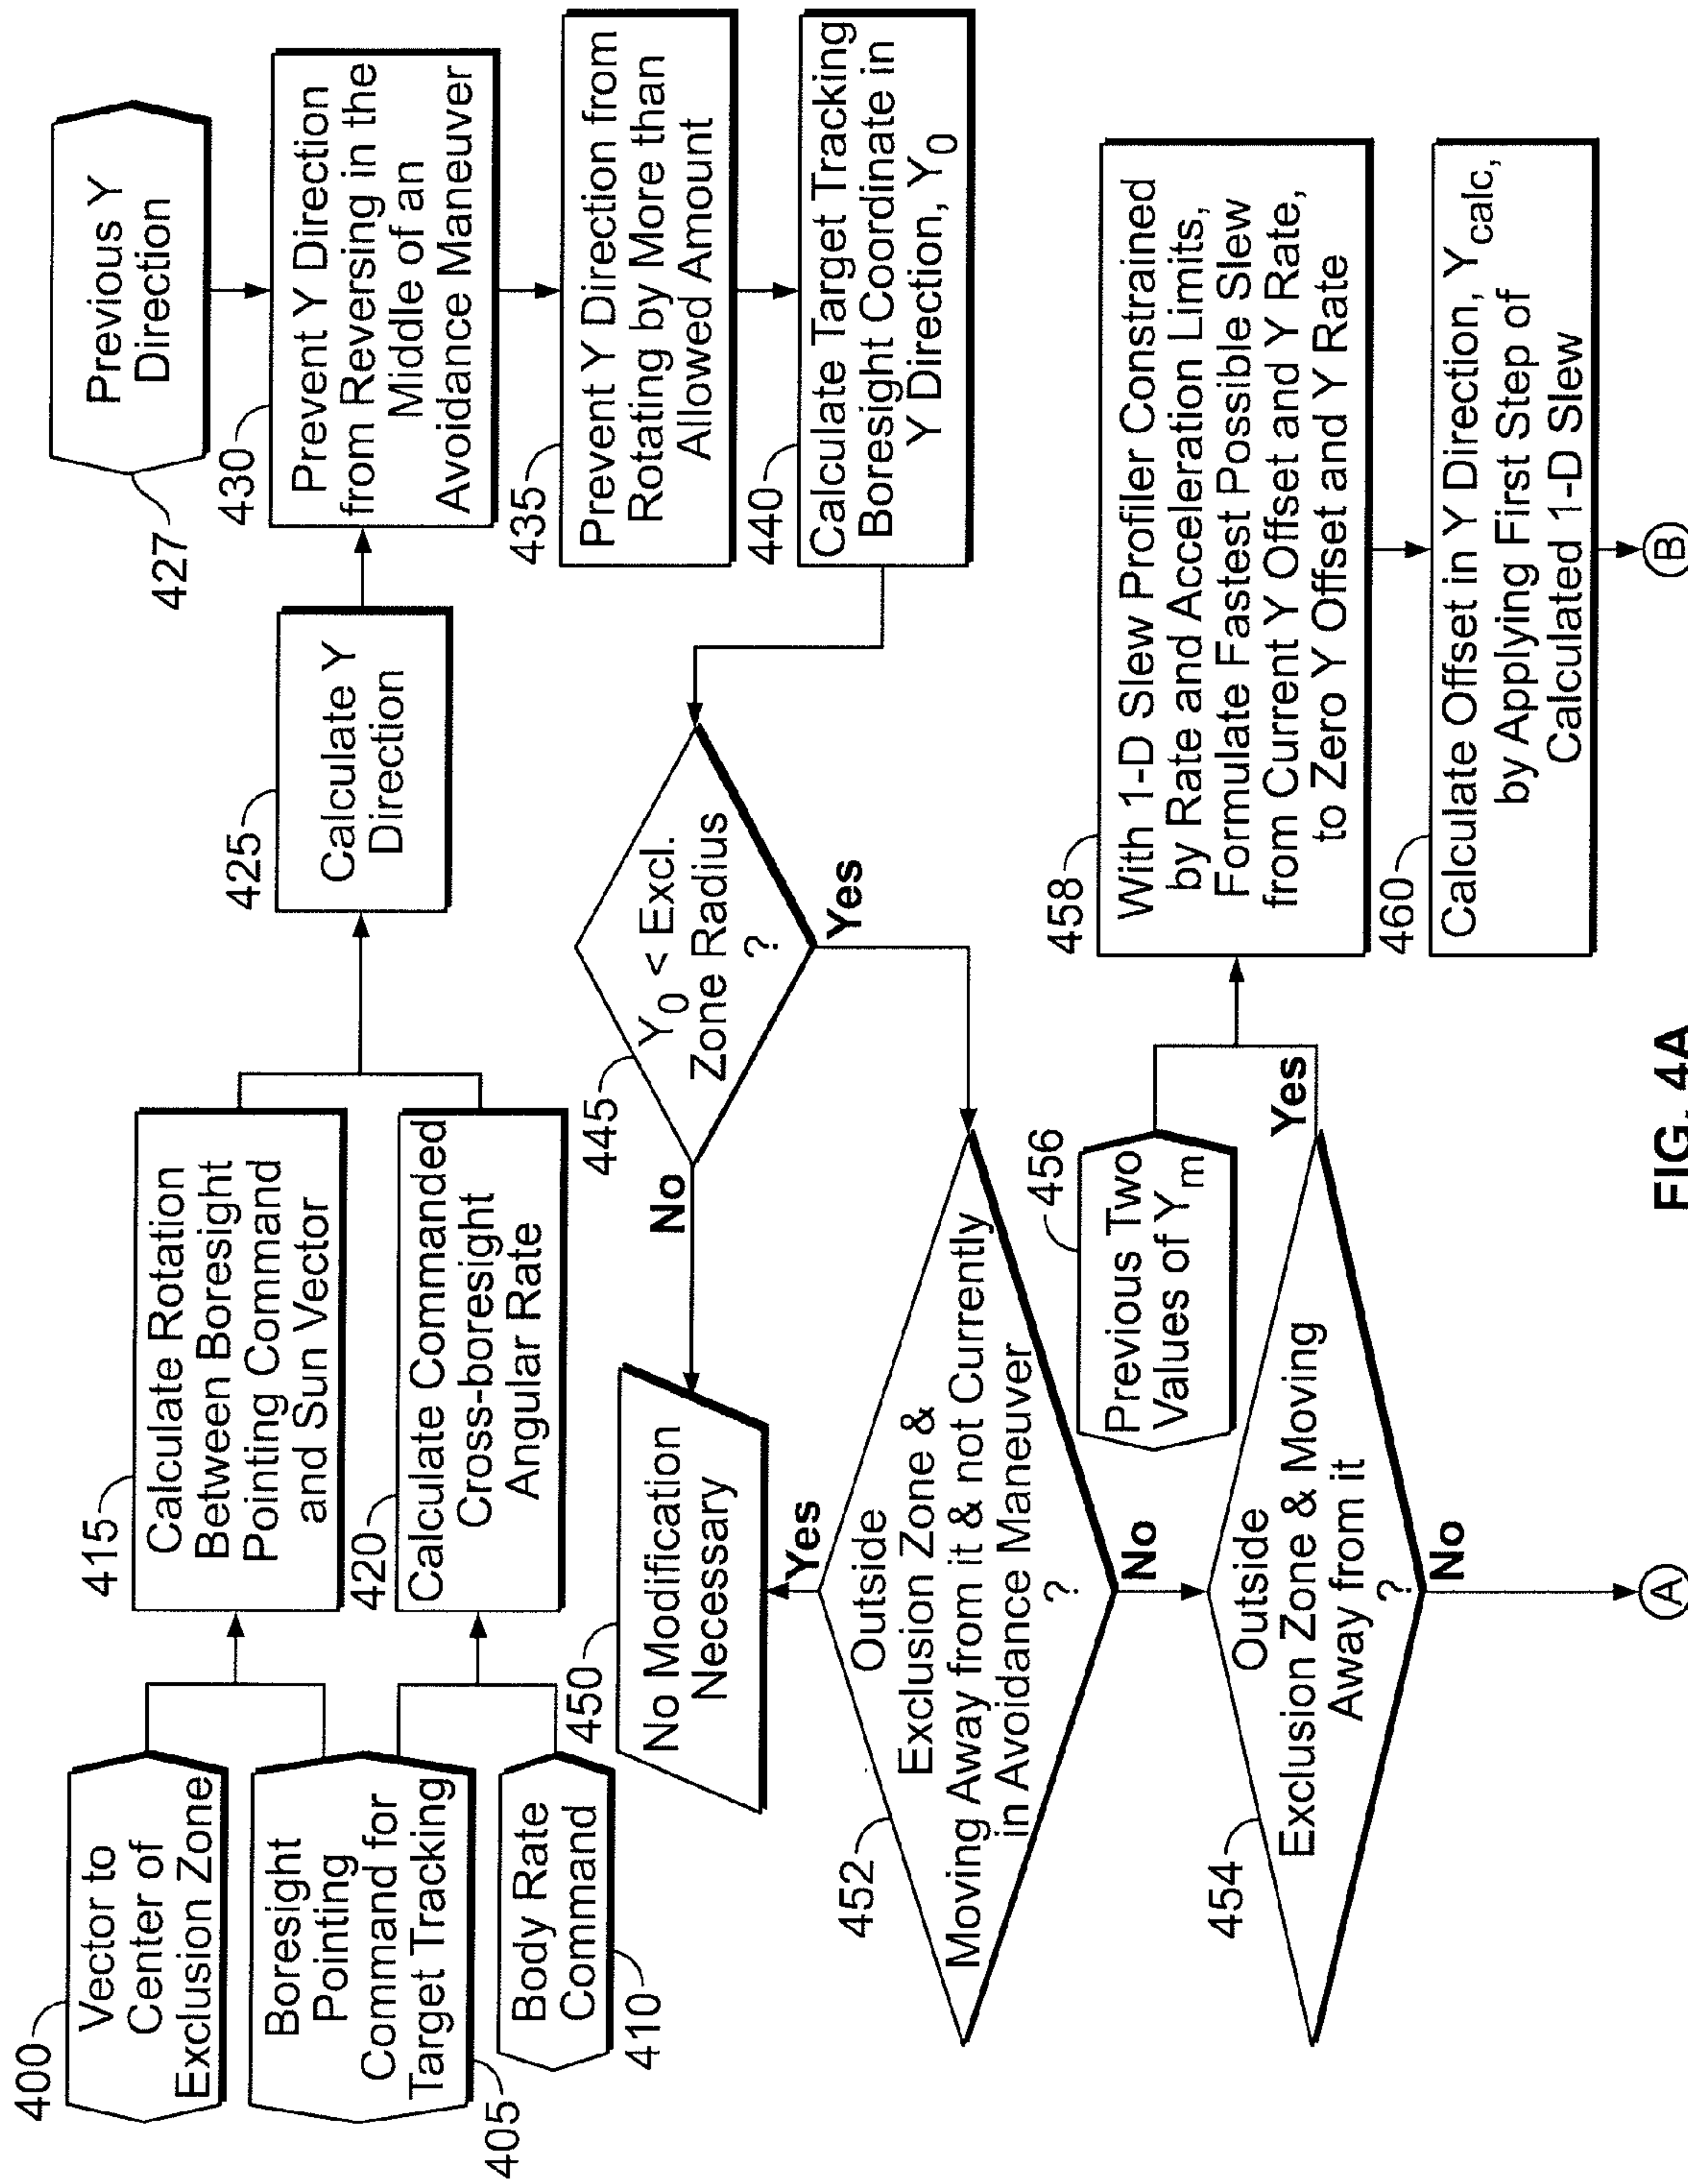 400
Vector to
Center of
Exclusion Zone
405
Boresight
Pointing
Command for
Target Tracking
410
Body Rate
Command
415
Calculate Rotation
Between Boresight
Pointing Command
and Sun Vector
420
Calculate Commanded
Cross-boresight
Angular Rate
425
Calculate Y
Direction
427
Previous Y
Direction
430
Prevent Y Direction
from Reversing in the
Middle of an
Avoidance Maneuver
435
Prevent Y Direction from
Rotating by More than
Allowed Amount
440
Calculate Target Tracking
Boresight Coordinate in
Y Direction, Y0
445
Y0 < Excl.
Zone Radius
?
No
Yes
450
No Modification
Necessary
Yes
452
Outside
Exclusion Zone &
Moving Away from it & not Currently
in Avoidance Maneuver
?
No
454
Outside
Exclusion Zone & Moving
Away from it
?
Yes
No
A
456
Previous Two
Values of Ym
458
With 1-D Slew Profiler Constrained
by Rate and Acceleration Limits,
Formulate Fastest Possible Slew
from Current Y Offset and Y Rate,
to Zero Y Offset and Y Rate
460
Calculate Offset in Y Direction, Ycalc,
by Applying First Step of
Calculated 1-D Slew
B
FIG. 4A